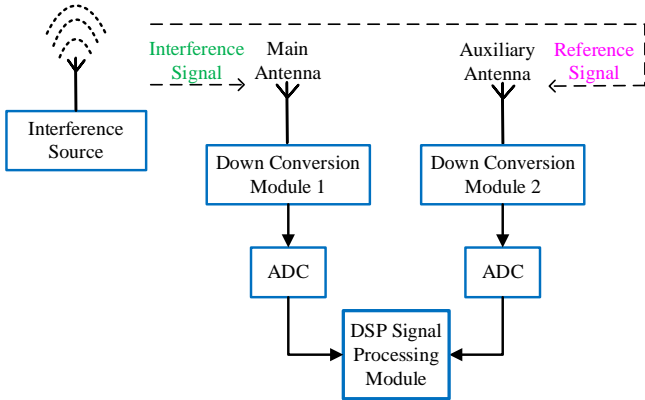 Interference
Signal
Main
Antenna
Auxiliary
Antenna
Reference
Signal
Interference
Source
Down Conversion
Module 1
Down Conversion
Module 2
ADC
ADC
DSP Signal
Processing
Module